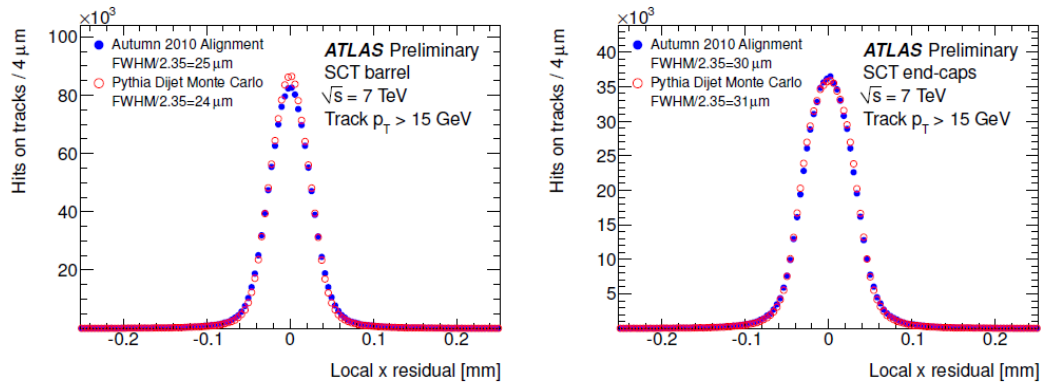 ×10³
100
80
60
40
20
Hits on tracks / 4 μm
Autumn 2010 Alignment
FWHM/2.35=25 μm
Pythia Dijet Monte Carlo
FWHM/2.35=24 μm
ATLAS Preliminary
SCT barrel
√s = 7 TeV
Track p_T > 15 GeV
-0.2 -0.1 0 0.1 0.2
Local x residual [mm]
×10³
40
35
30
25
20
15
10
5
Hits on tracks / 4 μm
Autumn 2010 Alignment
FWHM/2.35=30 μm
Pythia Dijet Monte Carlo
FWHM/2.35=31 μm
ATLAS Preliminary
SCT end-caps
√s = 7 TeV
Track p_T > 15 GeV
-0.2 -0.1 0 0.1 0.2
Local x residual [mm]